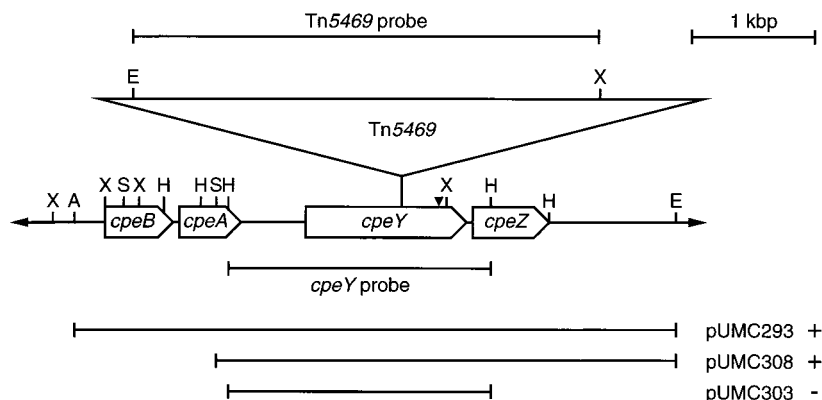 Tn5469 probe
1 kbp
E X
Tn5469
X A X S X H H S H X H H E
cpeB cpeA cpeY cpeZ
cpeY probe
pUMC293 +
pUMC308 +
pUMC303 -